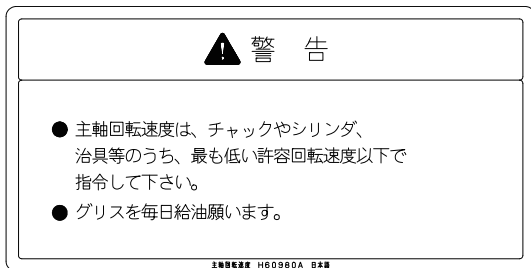 警 告
● 主軸回転速度は、チャックやシリンダ、
治具等のうち、最も低い許容回転速度以下で
指令して下さい。
● グリスを毎日給油願います。
主軸回転速度 H60980A 日本語